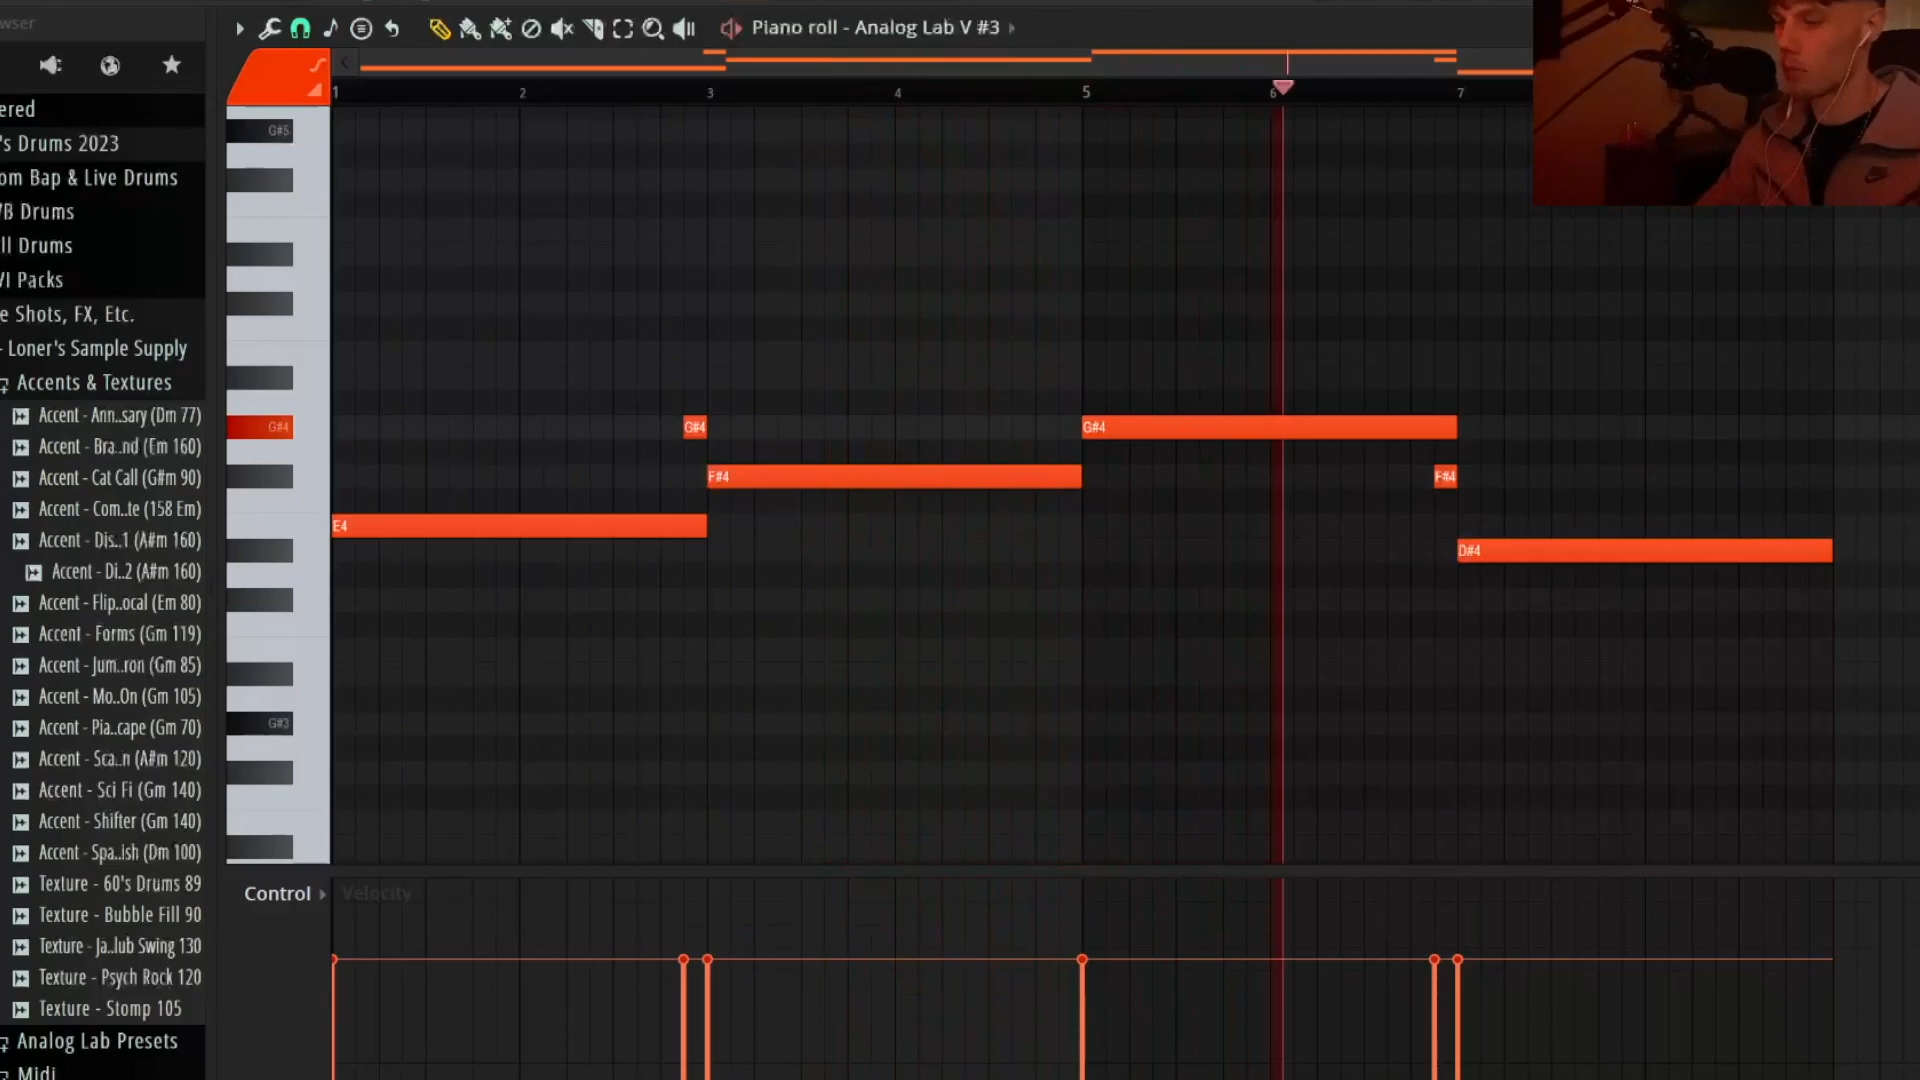 wser
Piano roll - Analog Lab V #3
1 2 3 4 5 6 7
ered
's Drums 2023
om Bap & Live Drums
/B Drums
ll Drums
/I Packs
e Shots, FX, Etc.
- Loner's Sample Supply
Accents & Textures
Accent - Ann..sary (Dm 77)
Accent - Bra..nd (Em 160)
Accent - Cat Call (G#m 90)
Accent - Com..te (158 Em)
Accent - Dis..1 (A#m 160)
Accent - Di..2 (A#m 160)
Accent - Flip..ocal (Em 80)
Accent - Forms (Gm 119)
Accent - Jum..ron (Gm 85)
Accent - Mo..On (Gm 105)
Accent - Pia..cape (Gm 70)
Accent - Sca..n (A#m 120)
Accent - Sci Fi (Gm 140)
Accent - Shifter (Gm 140)
Accent - Spa..ish (Dm 100)
Texture - 60's Drums 89
Texture - Bubble Fill 90
Texture - Ja..lub Swing 130
Texture - Psych Rock 120
Texture - Stomp 105
Analog Lab Presets
Midi
G#5
G#4
G#3
G#4
G#4
F#4
F#4
E4
D#4
Control
Velocity